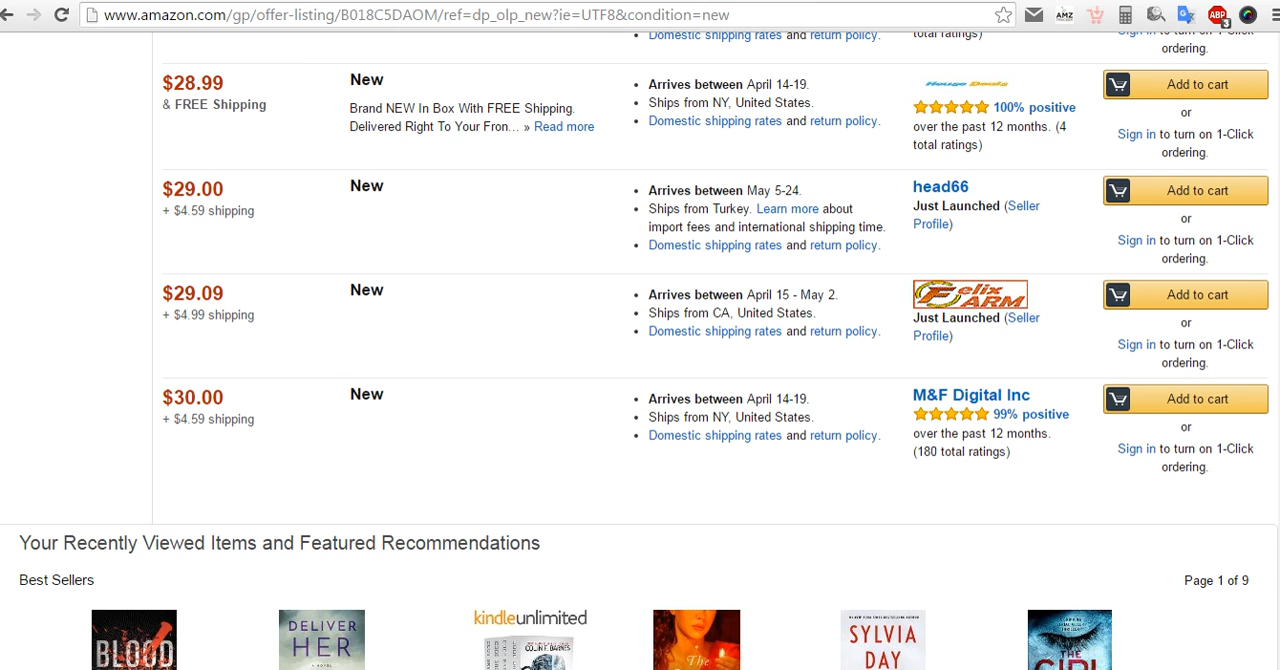 www.amazon.com/gp/offer-listing/B018C5DAOM/ref=dp_olp_new?ie=UTF8&condition=new
AMZ
ABP
3
Domestic shipping rates and return policy.
total ratings)
Sign in to turn on 1-Click
ordering.
$28.99
& FREE Shipping
New
Brand NEW In Box With FREE Shipping.
Delivered Right To Your Fron... » Read more
Arrives between April 14-19.
Ships from NY, United States.
Domestic shipping rates and return policy.
House Deals
100% positive
over the past 12 months. (4
total ratings)
Add to cart
or
Sign in to turn on 1-Click
ordering.
$29.00
+ $4.59 shipping
New
Arrives between May 5-24.
Ships from Turkey. Learn more about
import fees and international shipping time.
Domestic shipping rates and return policy.
head66
Just Launched (Seller
Profile)
Add to cart
or
Sign in to turn on 1-Click
ordering.
$29.09
+ $4.99 shipping
New
Arrives between April 15 - May 2.
Ships from CA, United States.
Domestic shipping rates and return policy.
Felix
ARM
Just Launched (Seller
Profile)
Add to cart
or
Sign in to turn on 1-Click
ordering.
$30.00
+ $4.59 shipping
New
Arrives between April 14-19.
Ships from NY, United States.
Domestic shipping rates and return policy.
M&F Digital Inc
99% positive
over the past 12 months.
(180 total ratings)
Add to cart
or
Sign in to turn on 1-Click
ordering.
Your Recently Viewed Items and Featured Recommendations
Best Sellers
Page 1 of 9
BLOOD
DELIVER
HER
A NOVEL
kindleunlimited
COLIN F. BARNES
The
SYLVIA
DAY
THE
GIRL